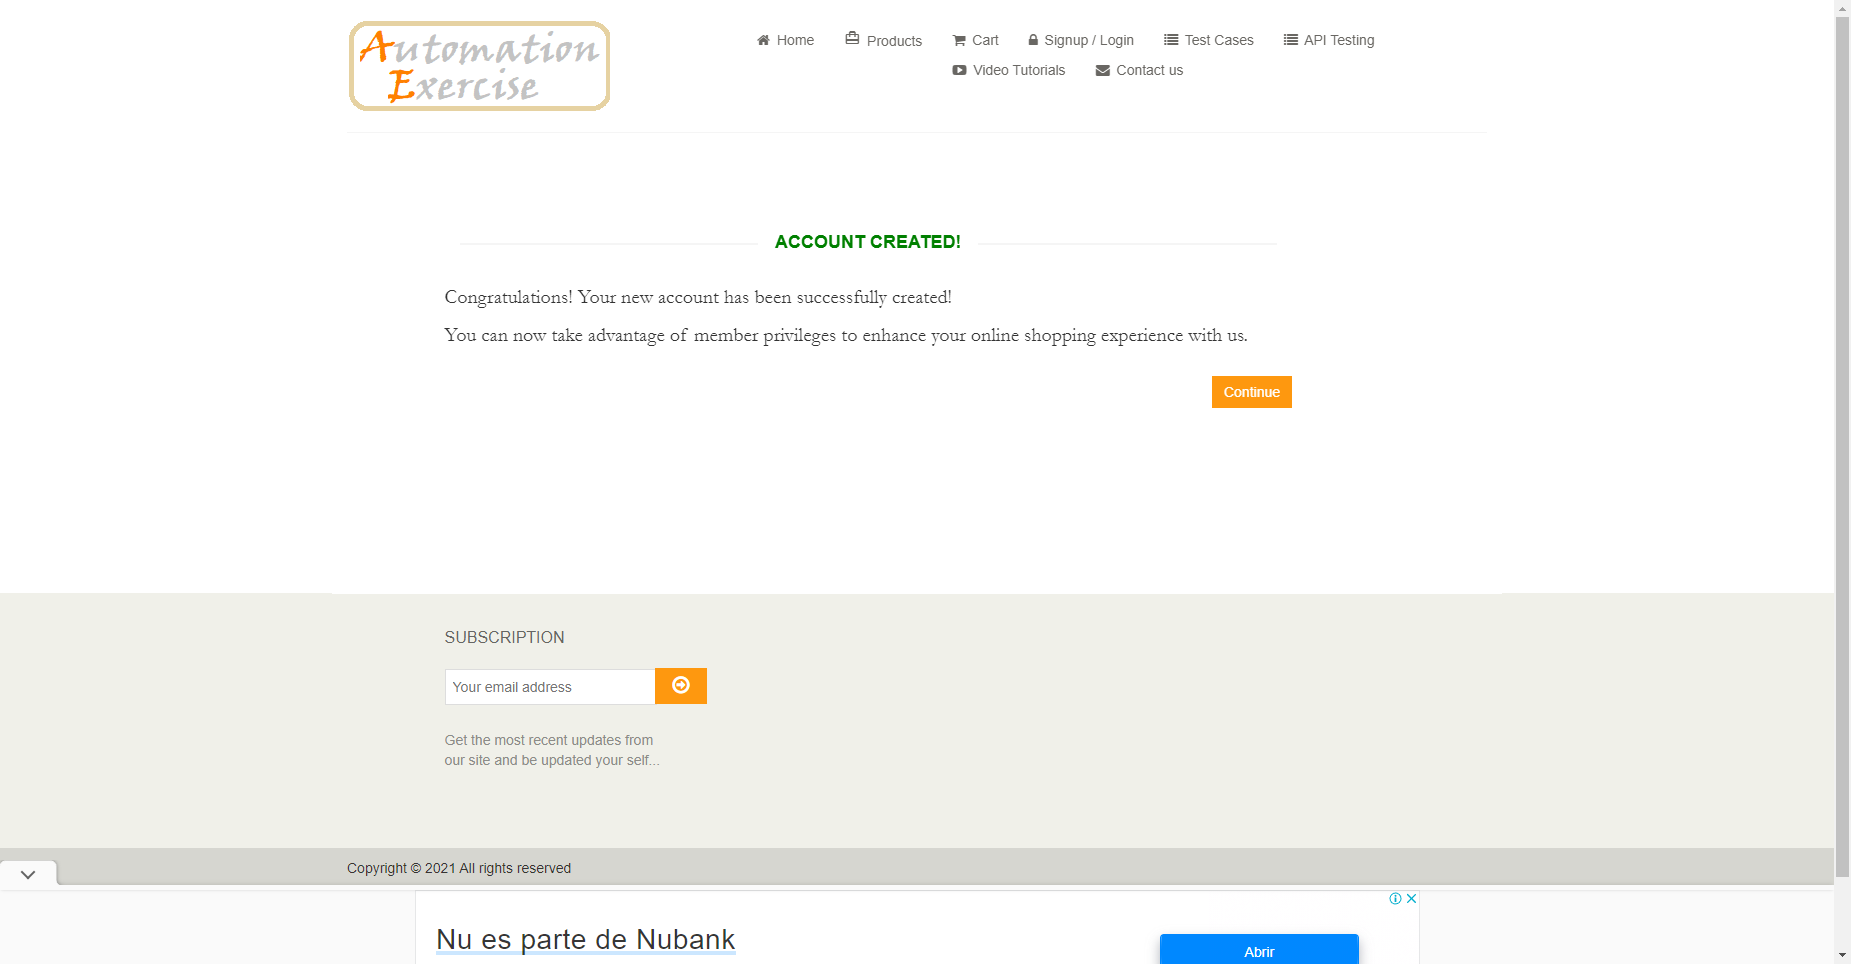 Automation
Exercise
Home
Products
Cart
Signup / Login
Test Cases
API Testing
Video Tutorials
Contact us
ACCOUNT CREATED!
Congratulations! Your new account has been successfully created!
You can now take advantage of member privileges to enhance your online shopping experience with us.
Continue
SUBSCRIPTION
Your email address
Get the most recent updates from
our site and be updated your self...
Copyright © 2021 All rights reserved
Nu es parte de Nubank
Abrir